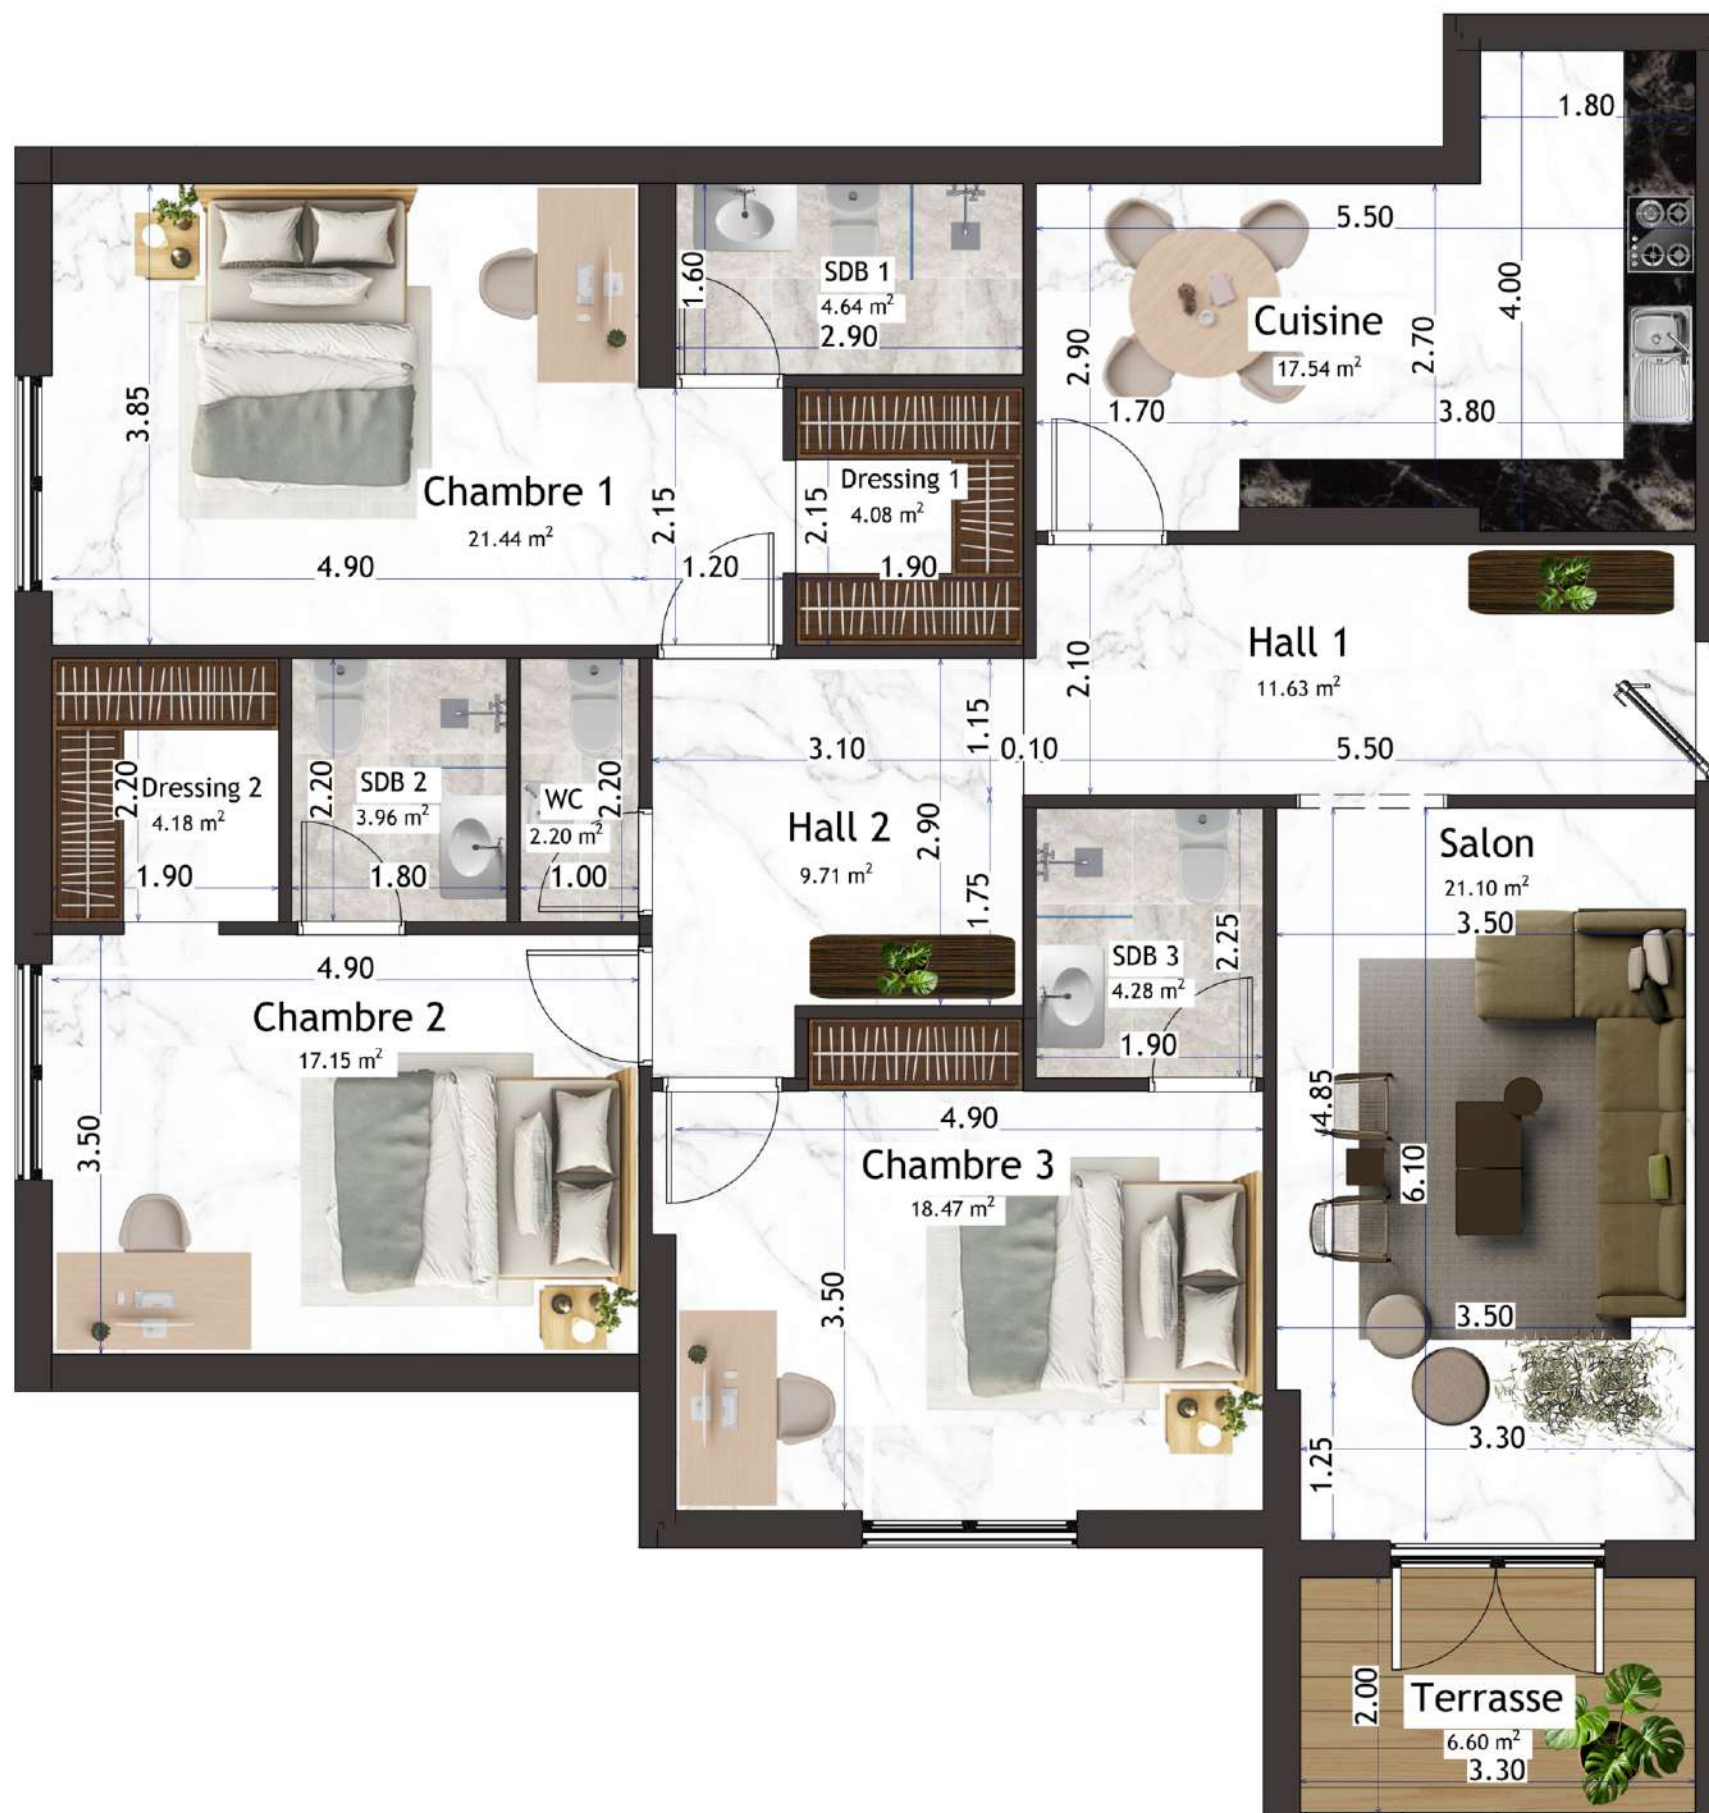 1.80
5.50
4.00
1.60
SDB 1
4.64 m²
2.90
Cuisine
17.54 m²
2.90
2.70
1.70
3.80
3.85
Chambre 1
21.44 m²
4.90
2.15
1.20
Dressing 1
4.08 m²
2.15
1.90
Hall 1
11.63 m²
2.10
5.50
0.10
1.15
3.10
Hall 2
9.71 m²
2.90
1.75
Dressing 2
4.18 m²
2.20
1.90
SDB 2
3.96 m²
2.20
1.80
WC
2.20 m²
2.20
1.00
Salon
21.10 m²
3.50
SDB 3
4.28 m²
2.25
1.90
4.90
Chambre 2
17.15 m²
3.50
4.90
Chambre 3
18.47 m²
3.50
4.85
6.10
3.50
3.30
1.25
Terrasse
6.60 m²
2.00
3.30